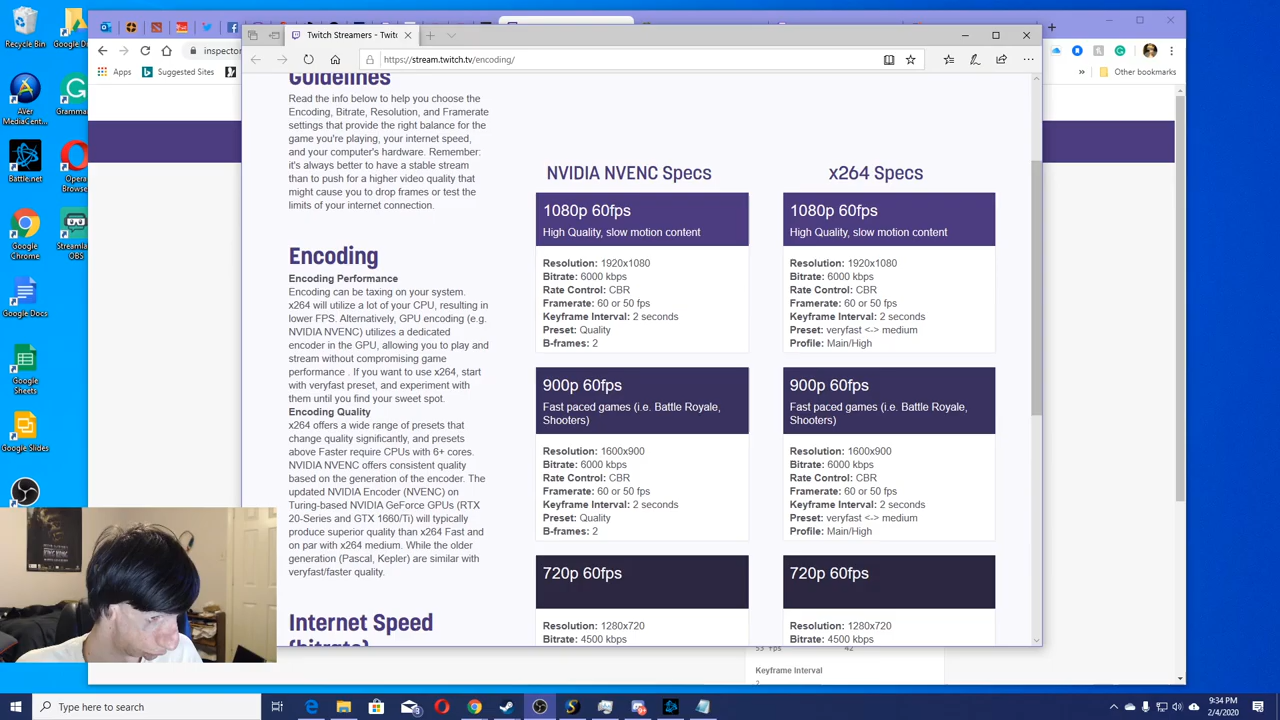 Recycle Bin
Google D
AVer
MediaCent...
Gramma
Battle.net
Opera
Browse
Google
Chrome
Streamla
OBS
Google Docs
Google
Sheets
Google Slides
inspector
Apps
Suggested Sites
Other bookmarks
Twitch Streamers - Twitc
https://stream.twitch.tv/encoding/
Guidelines
Read the info below to help you choose the
Encoding, Bitrate, Resolution, and Framerate
settings that provide the right balance for the
game you're playing, your internet speed,
and your computer's hardware. Remember:
it's always better to have a stable stream
than to push for a higher video quality that
might cause you to drop frames or test the
limits of your internet connection.
Encoding
Encoding Performance
Encoding can be taxing on your system.
x264 will utilize a lot of your CPU, resulting in
lower FPS. Alternatively, GPU encoding (e.g.
NVIDIA NVENC) utilizes a dedicated
encoder in the GPU, allowing you to play and
stream without compromising game
performance . If you want to use x264, start
with veryfast preset, and experiment with
them until you find your sweet spot.
Encoding Quality
x264 offers a wide range of presets that
change quality significantly, and presets
above Faster require CPUs with 6+ cores.
NVIDIA NVENC offers consistent quality
based on the generation of the encoder. The
updated NVIDIA Encoder (NVENC) on
Turing-based NVIDIA GeForce GPUs (RTX
20-Series and GTX 1660/Ti) will typically
produce superior quality than x264 Fast and
on par with x264 medium. While the older
generation (Pascal, Kepler) are similar with
veryfast/faster quality.
Internet Speed
(bitrate)
NVIDIA NVENC Specs
1080p 60fps
High Quality, slow motion content
Resolution: 1920x1080
Bitrate: 6000 kbps
Rate Control: CBR
Framerate: 60 or 50 fps
Keyframe Interval: 2 seconds
Preset: Quality
B-frames: 2
900p 60fps
Fast paced games (i.e. Battle Royale,
Shooters)
Resolution: 1600x900
Bitrate: 6000 kbps
Rate Control: CBR
Framerate: 60 or 50 fps
Keyframe Interval: 2 seconds
Preset: Quality
B-frames: 2
720p 60fps
Resolution: 1280x720
Bitrate: 4500 kbps
x264 Specs
1080p 60fps
High Quality, slow motion content
Resolution: 1920x1080
Bitrate: 6000 kbps
Rate Control: CBR
Framerate: 60 or 50 fps
Keyframe Interval: 2 seconds
Preset: veryfast <-> medium
Profile: Main/High
900p 60fps
Fast paced games (i.e. Battle Royale,
Shooters)
Resolution: 1600x900
Bitrate: 6000 kbps
Rate Control: CBR
Framerate: 60 or 50 fps
Keyframe Interval: 2 seconds
Preset: veryfast <-> medium
Profile: Main/High
720p 60fps
Resolution: 1280x720
Bitrate: 4500 kbps
53 fps 42
Keyframe Interval
Type here to search
9:34 PM
2/4/2020